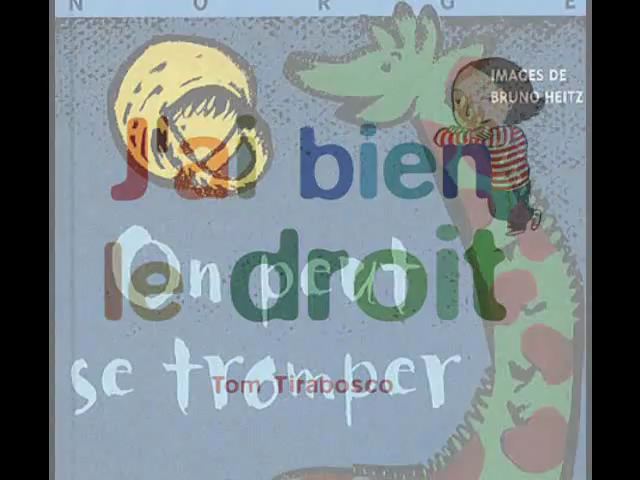 N O R G E
IMAGES DE
BRUNO HEITZ
J'ai bien
le droit
On peut
se tromper
Tom Tirabosco